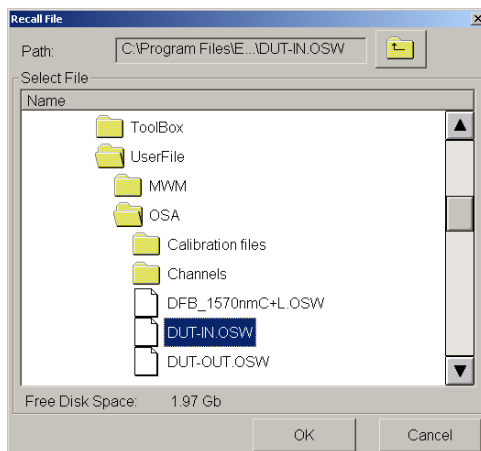 Recall File
Path: C:\Program Files\E...\DUT-IN.OSW
Select File
Name
ToolBox
UserFile
MWM
OSA
Calibration files
Channels
DFB_1570nmC+L.OSW
DUT-IN.OSW
DUT-OUT.OSW
Free Disk Space: 1.97 Gb
OK Cancel